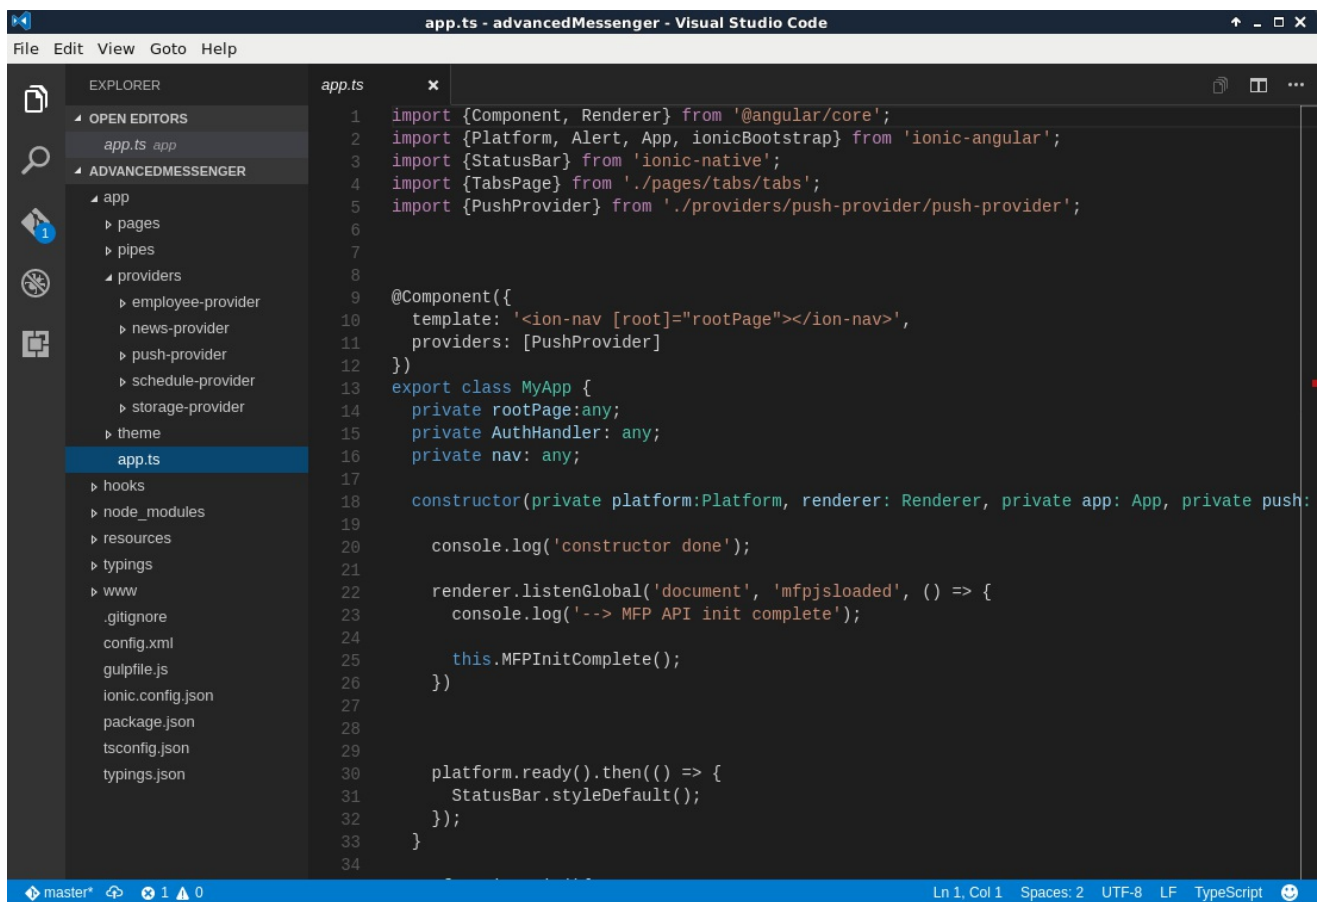 app.ts - advancedMessenger - Visual Studio Code
File Edit View Goto Help
EXPLORER
OPEN EDITORS
app.ts app
ADVANCEDMESSENGER
app
pages
pipes
providers
employee-provider
news-provider
push-provider
schedule-provider
storage-provider
theme
app.ts
hooks
node_modules
resources
typings
www
.gitignore
config.xml
gulpfile.js
ionic.config.json
package.json
tsconfig.json
typings.json
1
app.ts
1 import {Component, Renderer} from '@angular/core';
2 import {Platform, Alert, App, ionicBootstrap} from 'ionic-angular';
3 import {StatusBar} from 'ionic-native';
4 import {TabsPage} from './pages/tabs/tabs';
5 import {PushProvider} from './providers/push-provider/push-provider';
6
7
8
9 @Component({
10 template: '<ion-nav [root]="rootPage"></ion-nav>',
11 providers: [PushProvider]
12 })
13 export class MyApp {
14 private rootPage:any;
15 private AuthHandler: any;
16 private nav: any;
17
18 constructor(private platform:Platform, renderer: Renderer, private app: App, private push:
19
20 console.log('constructor done');
21
22 renderer.listenGlobal('document', 'mfpjsloaded', () => {
23 console.log('--> MFP API init complete');
24
25 this.MFPInitComplete();
26 })
27
28
29
30 platform.ready().then(() => {
31 StatusBar.styleDefault();
32 });
33 }
34
master* 1 0
Ln 1, Col 1 Spaces: 2 UTF-8 LF TypeScript